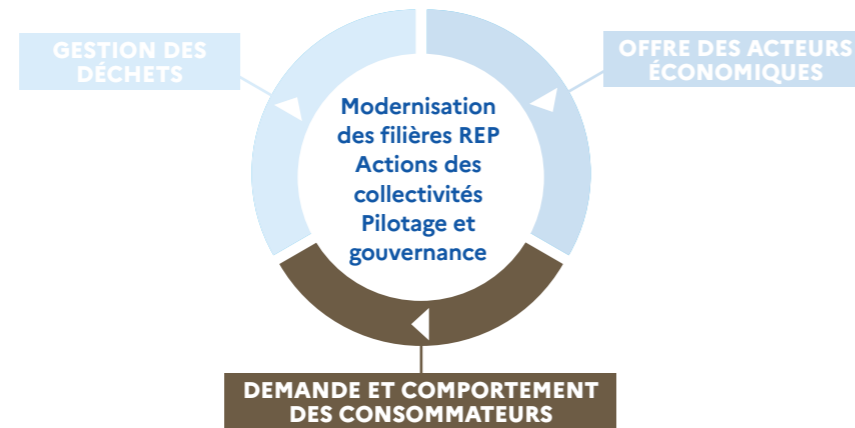 GESTION DES
DÉCHETS
OFFRE DES ACTEURS
ÉCONOMIQUES
Modernisation
des filières REP
Actions des
collectivités
Pilotage et
gouvernance
DEMANDE ET COMPORTEMENT
DES CONSOMMATEURS